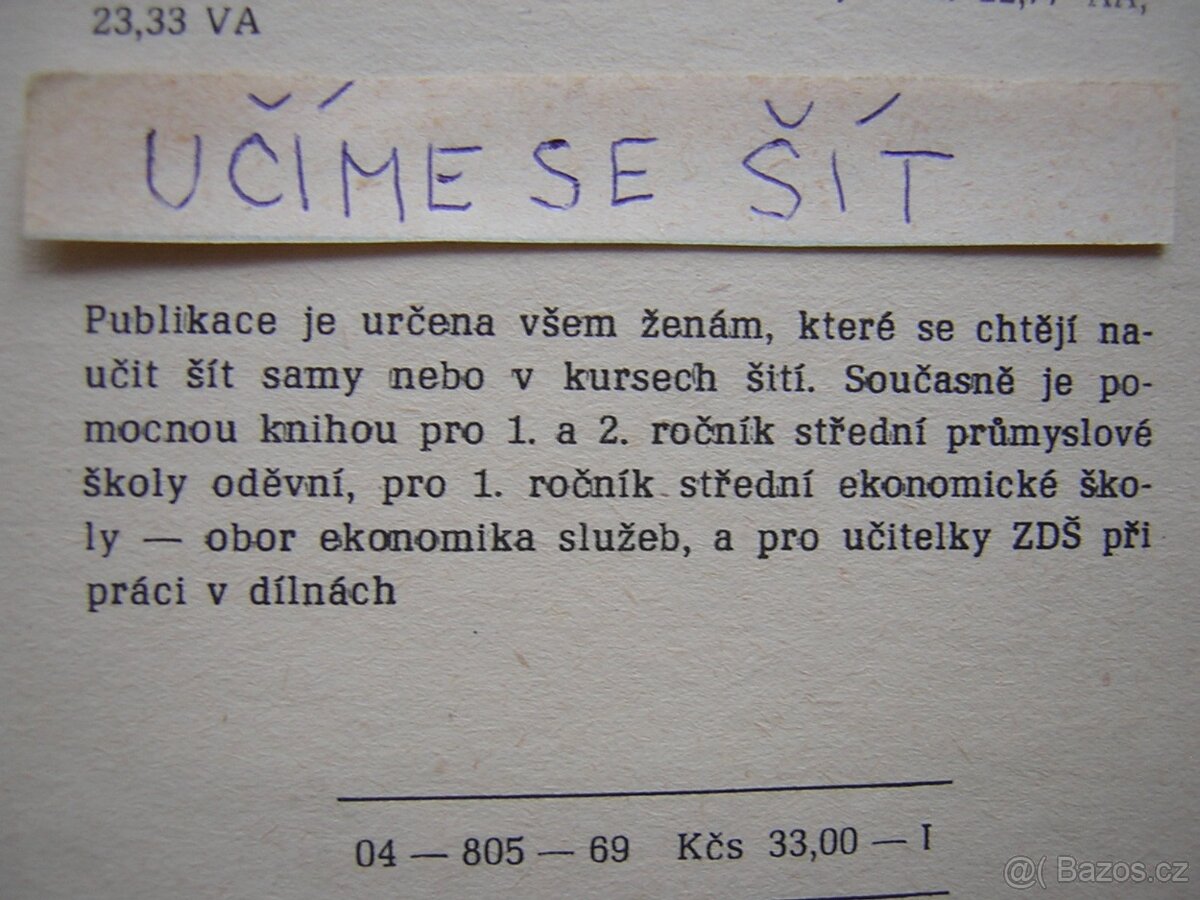 23,33 VA
UČÍME SE ŠÍT
Publikace je určena všem ženám, které se chtějí na-
učit šít samy nebo v kursech šití. Současně je po-
mocnou knihou pro 1. a 2. ročník střední průmyslové
školy oděvní, pro 1. ročník střední ekonomické ško-
ly — obor ekonomika služeb, a pro učitelky ZDŠ při
práci v dílnách
04 — 805 — 69 Kčs 33,00 — I
@( Bazos.cz